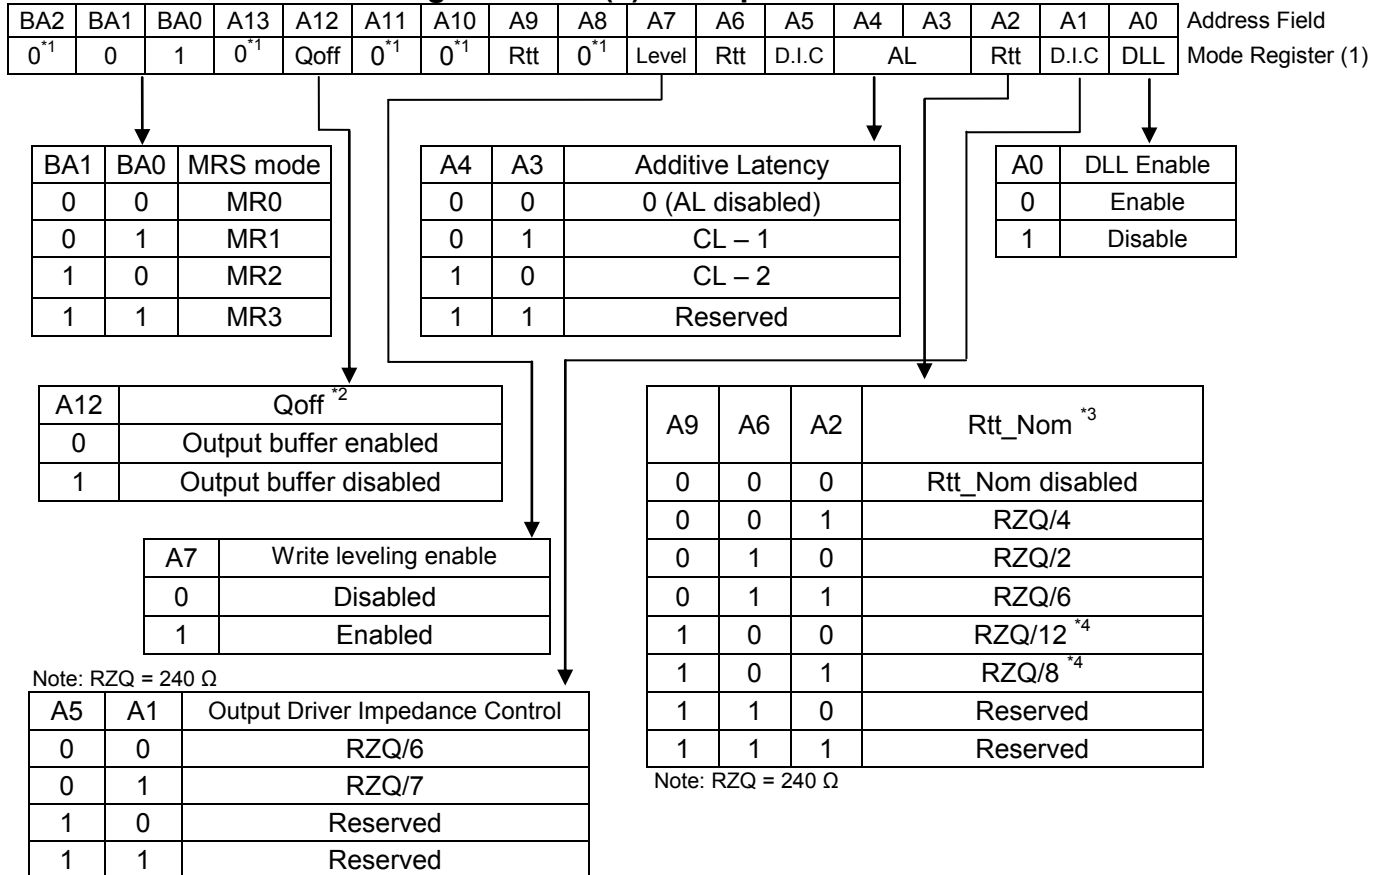 BA2 BA1 BA0 A13 A12 A11 A10 A9 A8 A7 A6 A5 A4 A3 A2 A1 A0 Address Field
0*1 0 1 0*1 Qoff 0*1 0*1 Rtt 0*1 Level Rtt D.I.C AL Rtt D.I.C DLL Mode Register (1)
BA1 BA0 MRS mode
0 0 MR0
0 1 MR1
1 0 MR2
1 1 MR3
A4 A3 Additive Latency
0 0 0 (AL disabled)
0 1 CL – 1
1 0 CL – 2
1 1 Reserved
A0 DLL Enable
0 Enable
1 Disable
A12 Qoff *2
0 Output buffer enabled
1 Output buffer disabled
A7 Write leveling enable
0 Disabled
1 Enabled
Note: RZQ = 240 Ω
A5 A1 Output Driver Impedance Control
0 0 RZQ/6
0 1 RZQ/7
1 0 Reserved
1 1 Reserved
A9 A6 A2 Rtt_Nom *3
0 0 0 Rtt_Nom disabled
0 0 1 RZQ/4
0 1 0 RZQ/2
0 1 1 RZQ/6
1 0 0 RZQ/12 *4
1 0 1 RZQ/8 *4
1 1 0 Reserved
1 1 1 Reserved
Note: RZQ = 240 Ω